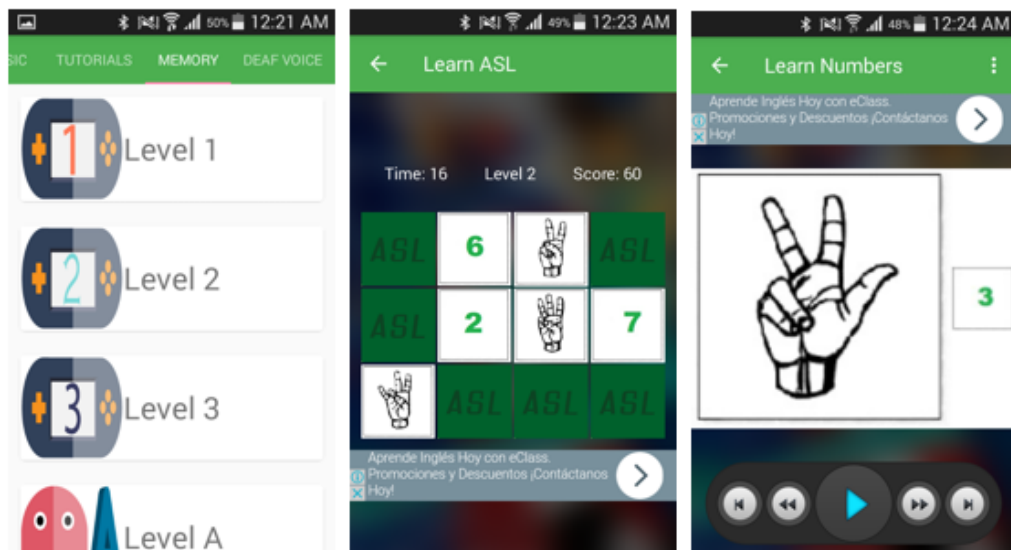 50% 12:21 AM
SIC TUTORIALS MEMORY DEAF VOICE
1
Level 1
2
Level 2
3
Level 3
Level A
49% 12:23 AM
Learn ASL
Time: 16 Level 2 Score: 60
ASL 6 ASL
ASL 2 7
ASL ASL ASL
Aprende Inglés Hoy con eClass.
Promociones y Descuentos ¡Contáctanos
Hoy!
48% 12:24 AM
Learn Numbers
Aprende Inglés Hoy con eClass.
Promociones y Descuentos ¡Contáctanos
Hoy!
3